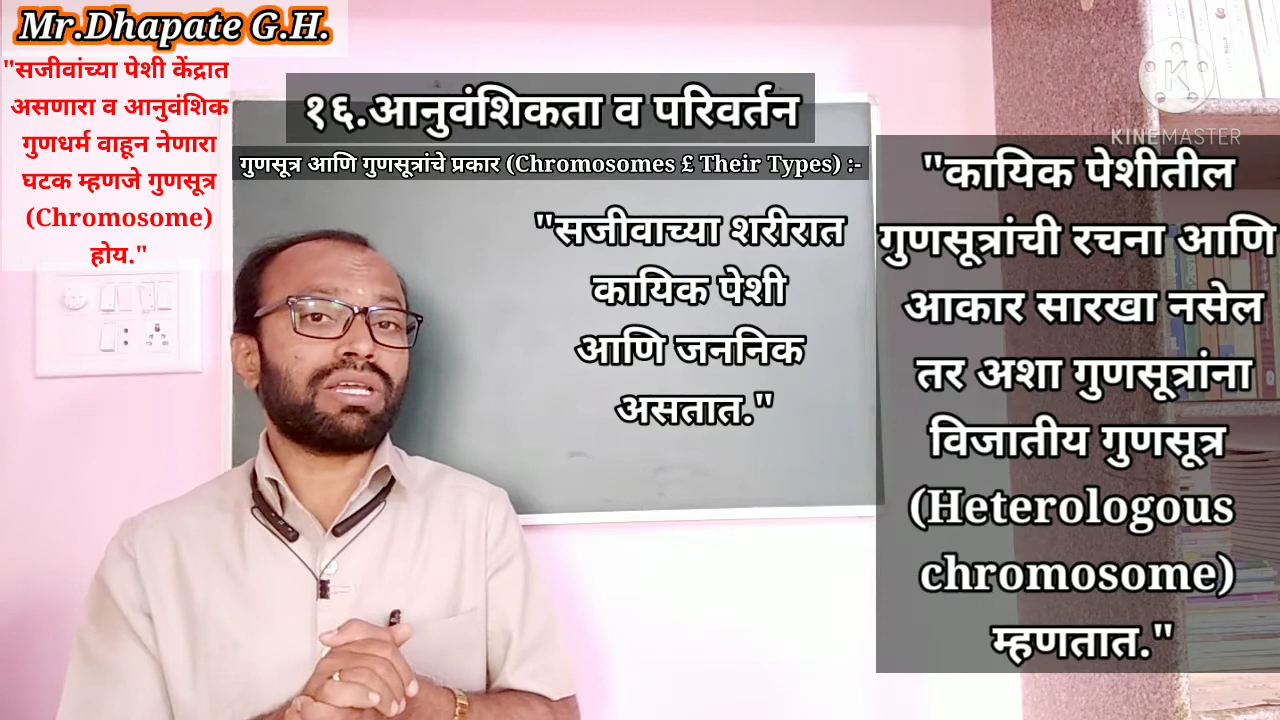 Mr.Dhapate G.H.
"सजीवांच्या पेशी केंद्रात
असणारा व आनुवंशिक
गुणधर्म वाहून नेणारा
घटक म्हणजे गुणसूत्र
(Chromosome)
होय."
१६.आनुवंशिकता व परिवर्तन
गुणसूत्र आणि गुणसूत्रांचे प्रकार (Chromosomes £ Their Types) :-
"सजीवाच्या शरीरात
कायिक पेशी
आणि जननिक
असतात."
K
KINEMASTER
"कायिक पेशीतील
गुणसूत्रांची रचना आणि
आकार सारखा नसेल
तर अशा गुणसूत्रांना
विजातीय गुणसूत्र
(Heterologous
chromosome)
म्हणतात."